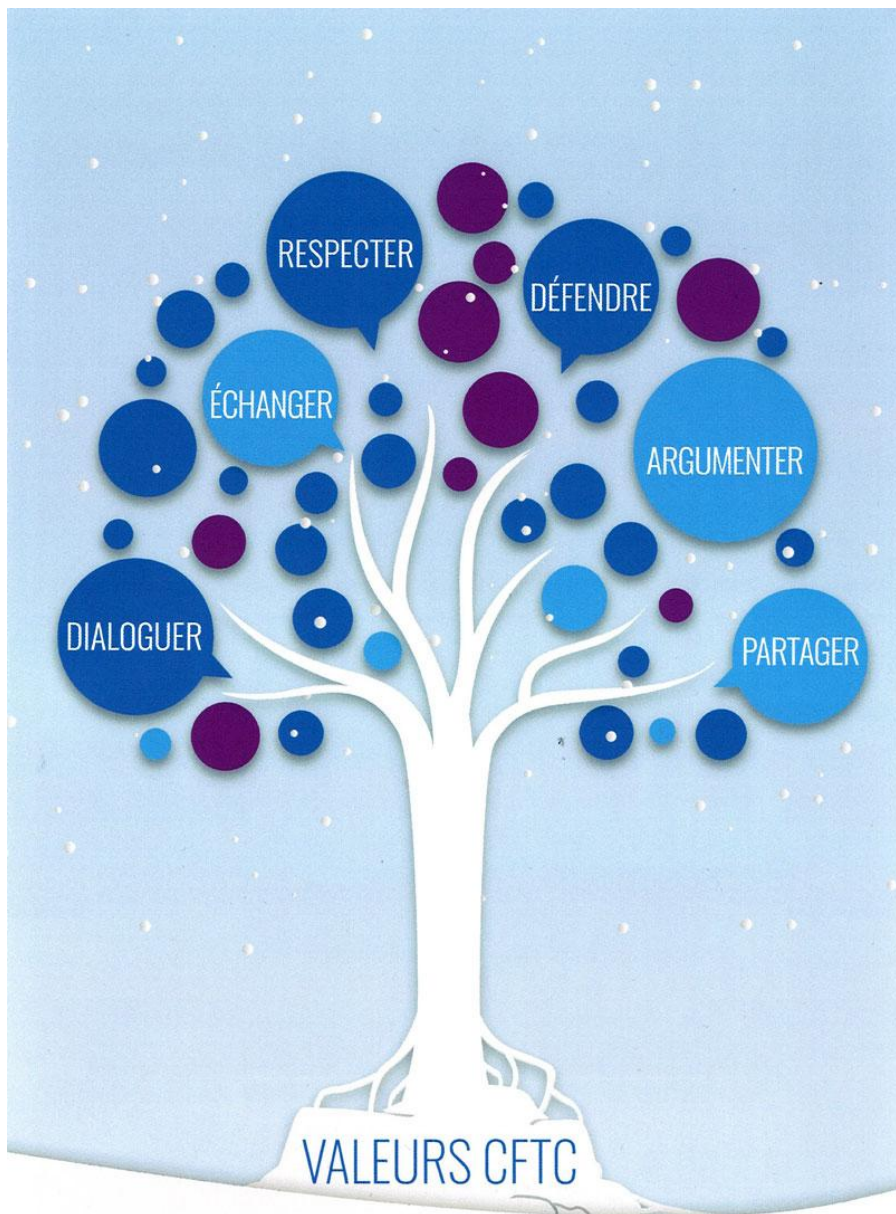 RESPECTER
DÉFENDRE
ÉCHANGER
ARGUMENTER
DIALOGUER
PARTAGER
VALEURS CFTC